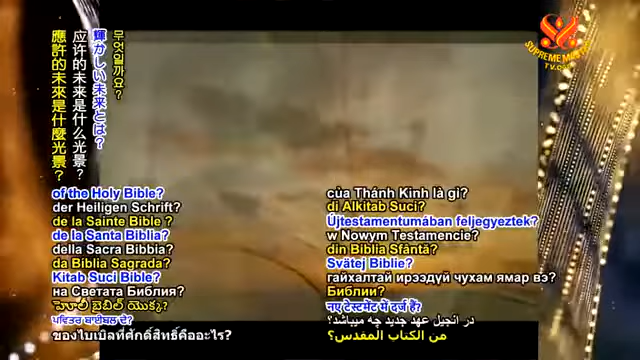 應許的未來是什麼光景？
应许的未来是什么光景？
輝かしい未来とは？
무엇일까요？
SUPREME MASTER
TV.COM
of the Holy Bible?
der Heiligen Schrift?
de la Sainte Bible ?
de la Santa Biblia?
della Sacra Bibbia?
da Biblia Sagrada?
Kitab Suci Bible?
на Светата Библия?
హోలీ బైబిల్ యొక్క?
ਪਵਿਤਰ ਬਾਈਬਲ ਦੇ?
ของไบเบิลที่ศักดิ์สิทธิ์คืออะไร?
của Thánh Kinh là gì?
di Alkitab Suci?
Újtestamentumában feljegyeztek?
w Nowym Testamencie?
din Biblia Sfântă?
Svätej Biblie?
гайхалтай ирээдүй чухам ямар вэ?
Библии?
नए टेस्टमेंट में दर्ज हैं?
در انجیل عهد جدید چه میباشد؟
من الكتاب المقدس؟